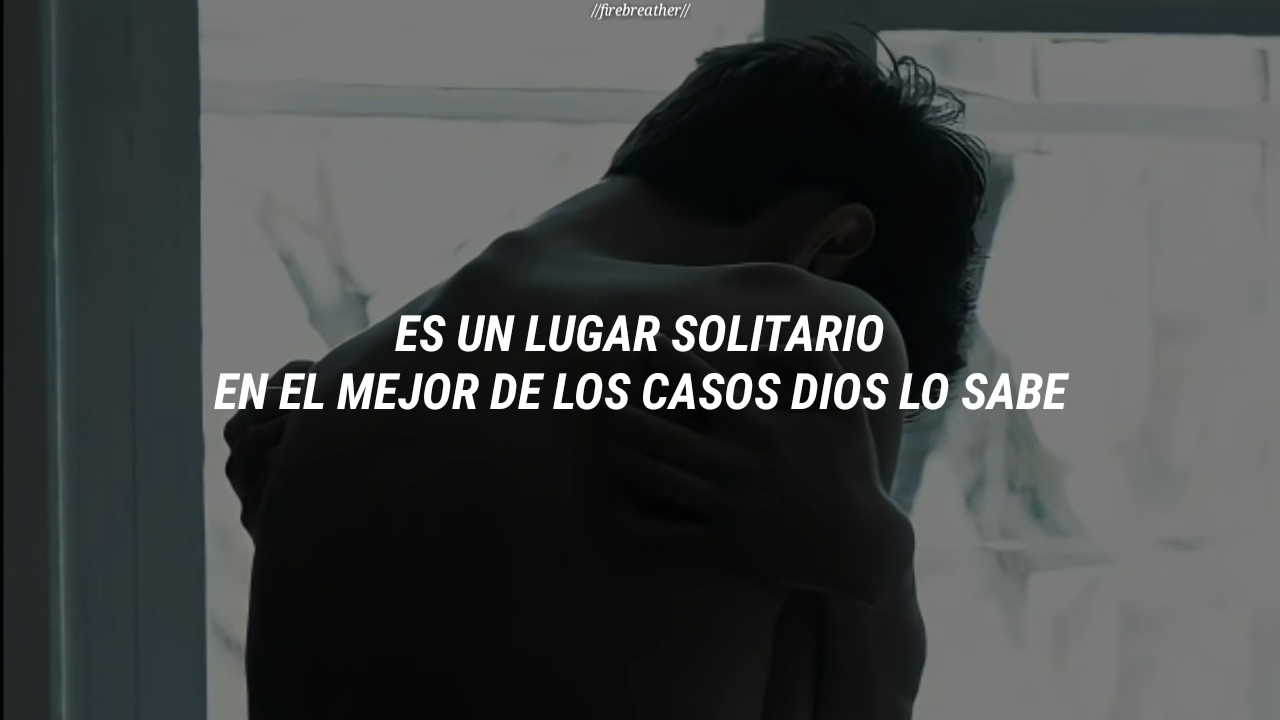 //firebreather//
ES UN LUGAR SOLITARIO
EN EL MEJOR DE LOS CASOS DIOS LO SABE